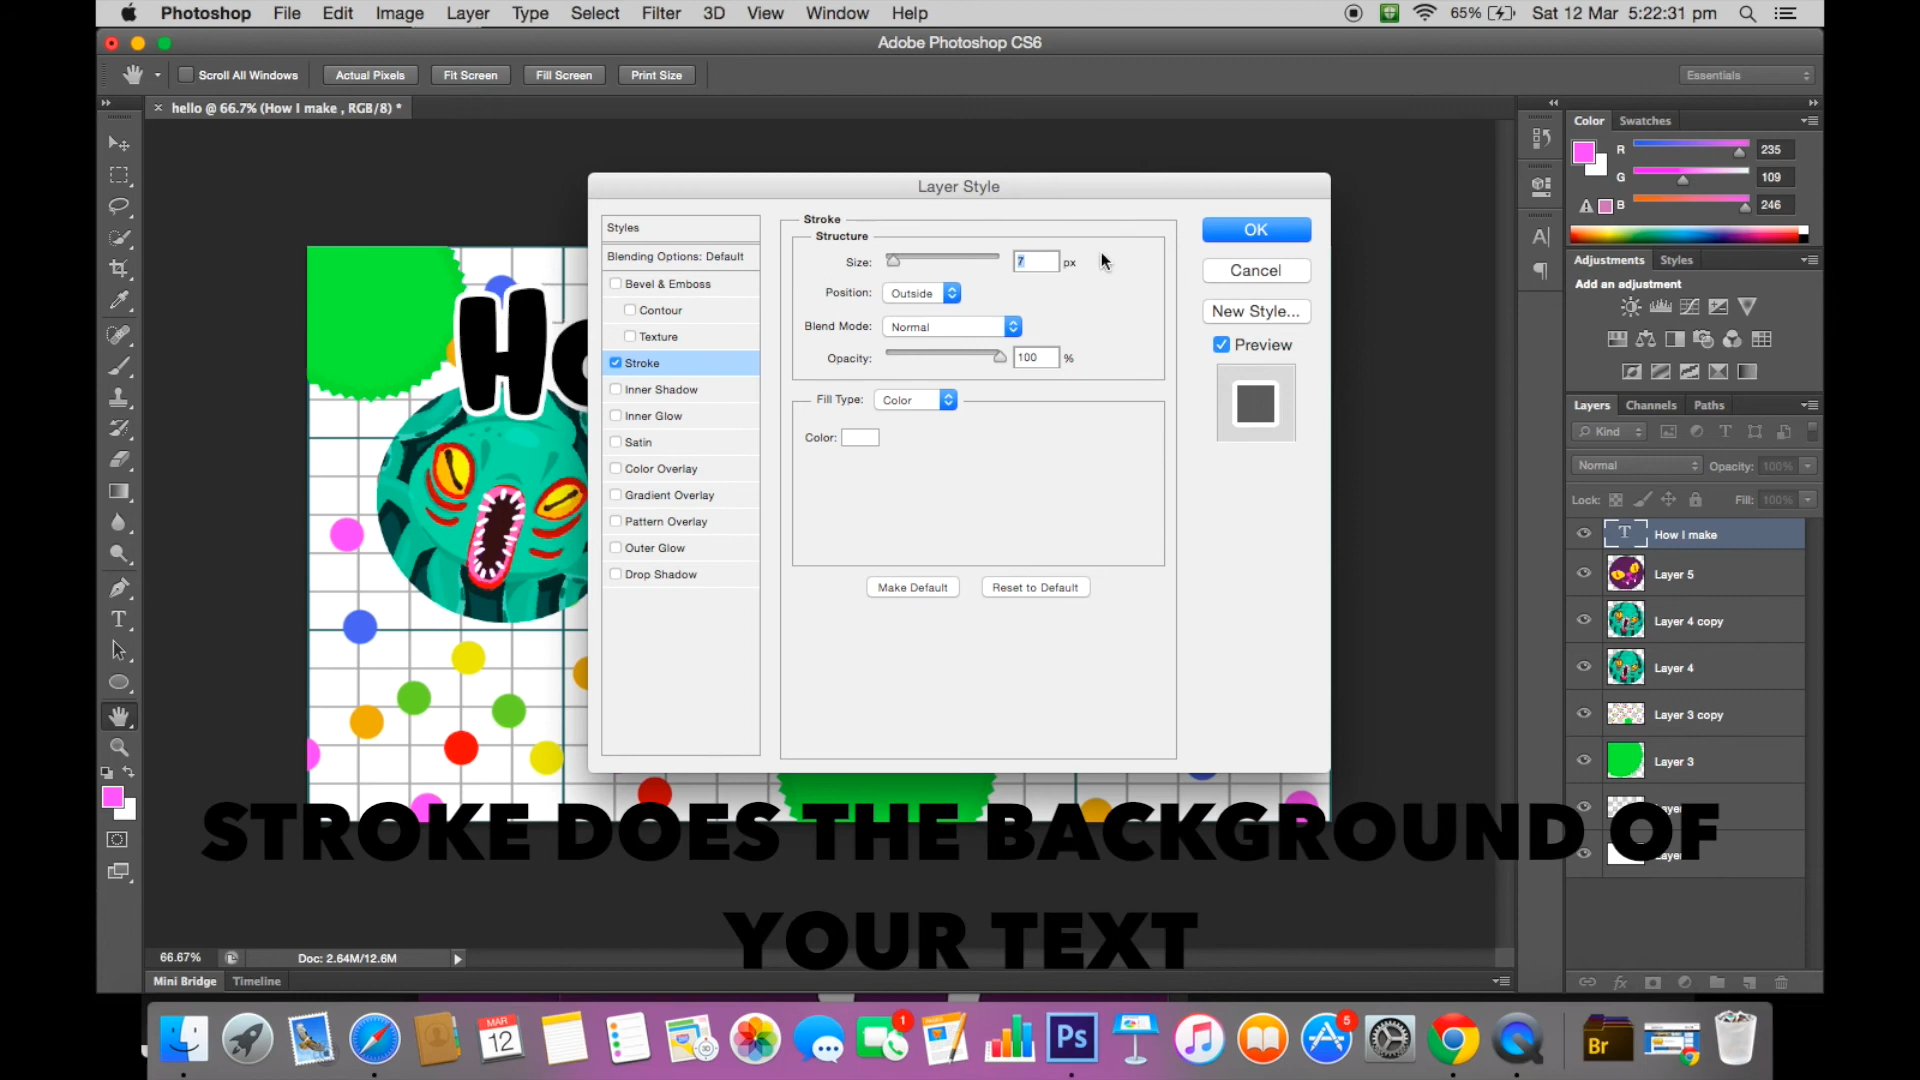 Photoshop File Edit Image Layer Type Select Filter 3D View Window Help 65% Sat 12 Mar 5:22:31 pm
Adobe Photoshop CS6
Scroll All Windows Actual Pixels Fit Screen Fill Screen Print Size Essentials
hello @ 66.7% (How I make , RGB/8) *
Color Swatches
R 235
G 109
B 246
Adjustments Styles
Add an adjustment
Layers Channels Paths
Kind
Normal Opacity: 100%
Lock: Fill: 100%
T How I make
Layer 5
Layer 4 copy
Layer 4
Layer 3 copy
Layer 3
Layer Style
Styles
Blending Options: Default
Bevel & Emboss
Contour
Texture
Stroke
Inner Shadow
Inner Glow
Satin
Color Overlay
Gradient Overlay
Pattern Overlay
Outer Glow
Drop Shadow
Stroke
Structure
Size: 7 px
Position: Outside
Blend Mode: Normal
Opacity: 100 %
Fill Type: Color
Color:
Make Default Reset to Default
OK
Cancel
New Style...
Preview
H
STROKE DOES THE BACKGROUND OF
YOUR TEXT
66.67% Doc: 2.64M/12.6M
Mini Bridge Timeline
MAR
12
1
Ps
5
Br